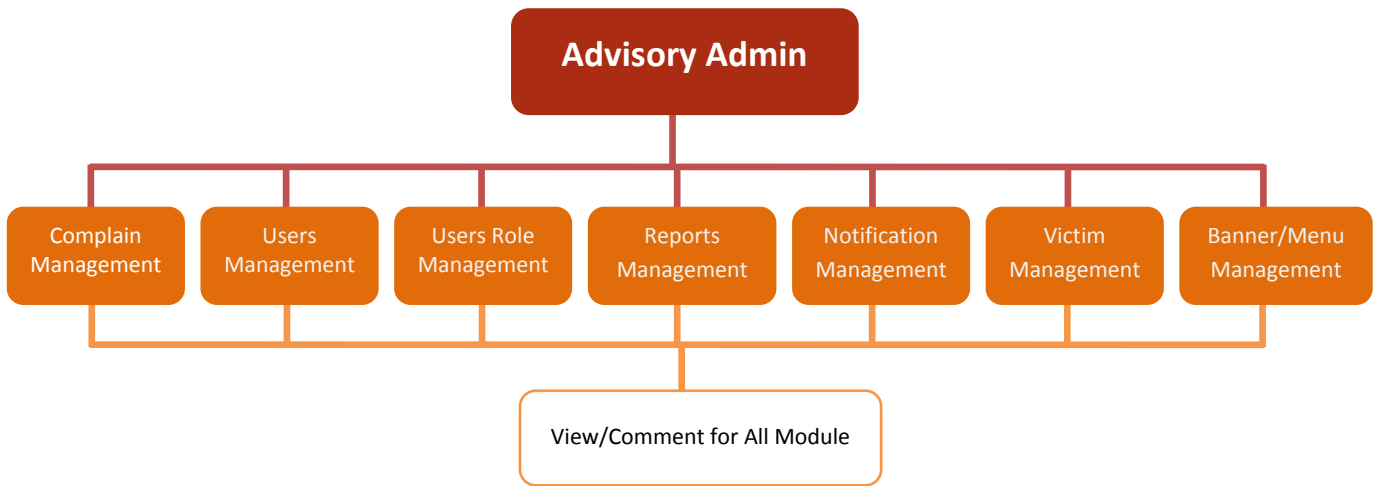 Advisory Admin
Complain
Management
Users
Management
Users Role
Management
Reports
Management
Notification
Management
Victim
Management
Banner/Menu
Management
View/Comment for All Module